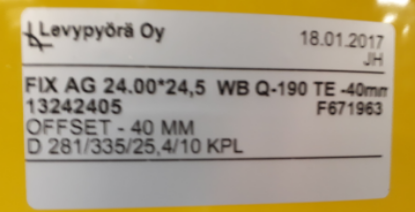 Levypyörä Oy
18.01.2017
JH
FIX AG 24.00*24,5 WB Q-190 TE -40mm
13242405 F671963
OFFSET - 40 MM
D 281/335/25,4/10 KPL